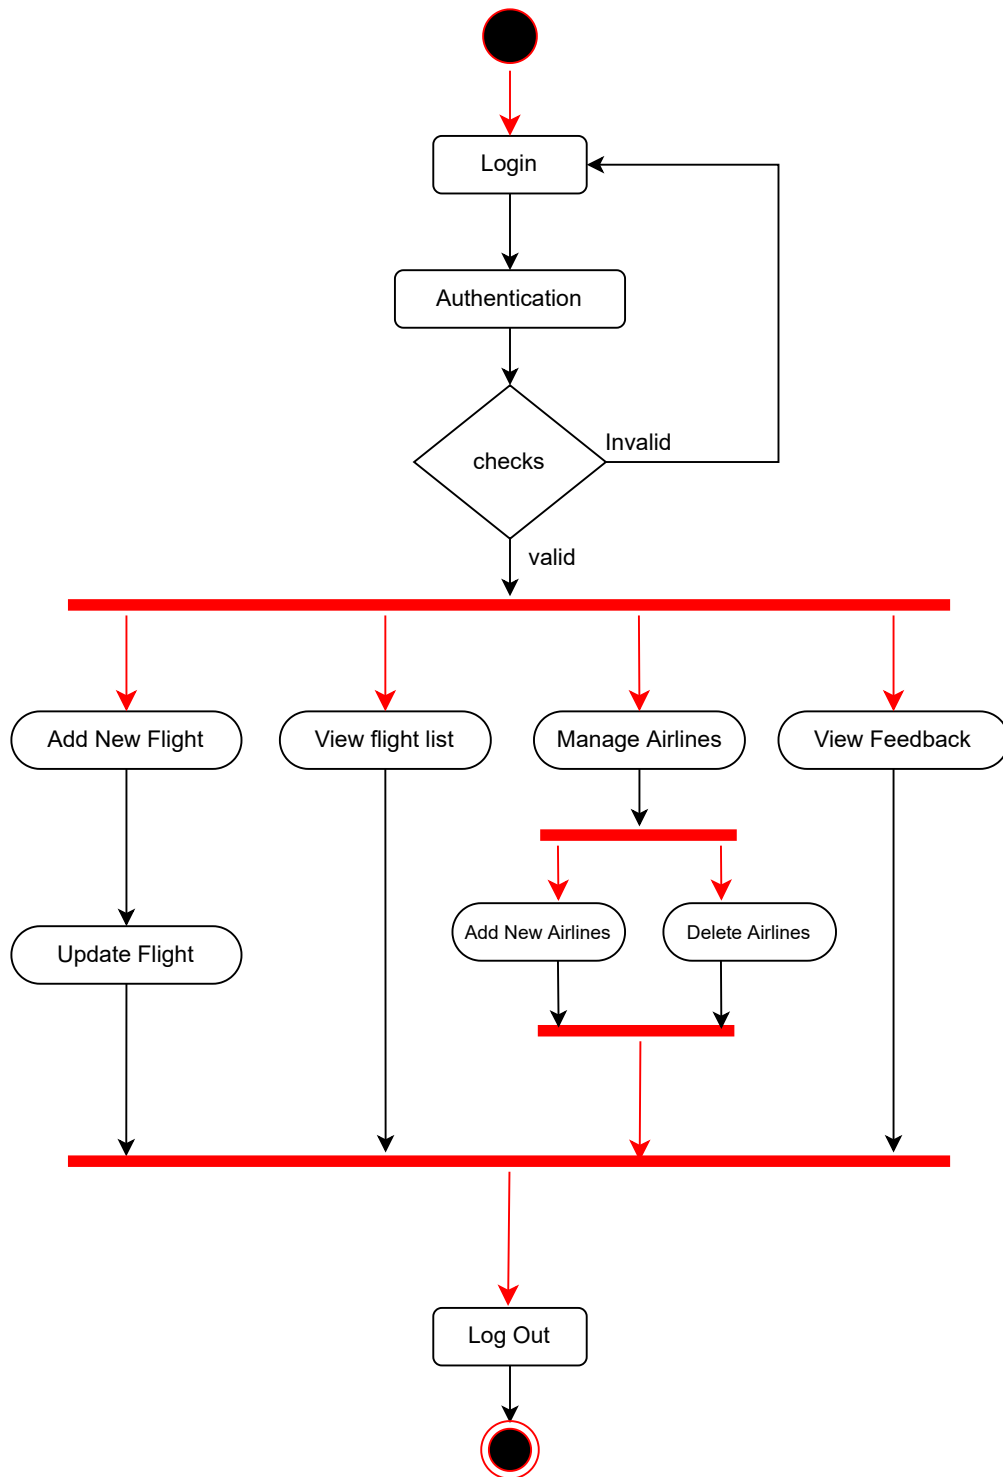 Login
Authentication
Invalid
checks
valid
Add New Flight
View flight list
Manage Airlines
View Feedback
Add New Airlines
Delete Airlines
Update Flight
Log Out